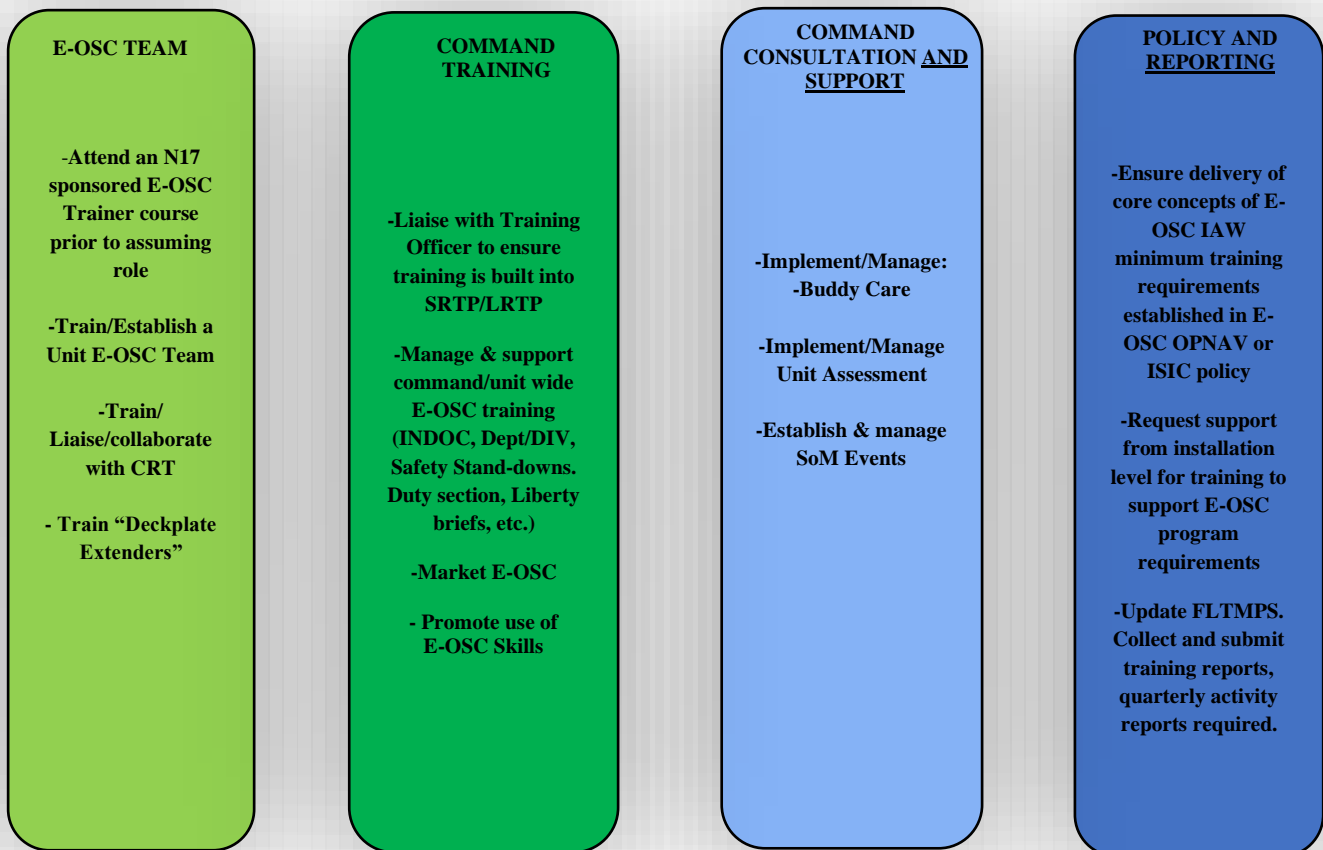 E-OSC TEAM
-Attend an N17
sponsored E-OSC
Trainer course
prior to assuming
role
-Train/Establish a
Unit E-OSC Team
-Train/
Liaise/collaborate
with CRT
- Train “Deckplate
Extenders”
COMMAND
TRAINING
-Liaise with Training
Officer to ensure
training is built into
SRTP/LRTP
-Manage & support
command/unit wide
E-OSC training
(INDOC, Dept/DIV,
Safety Stand-downs.
Duty section, Liberty
briefs, etc.)
-Market E-OSC
- Promote use of
E-OSC Skills
COMMAND
CONSULTATION AND
SUPPORT
-Implement/Manage:
-Buddy Care
-Implement/Manage
Unit Assessment
-Establish & manage
SoM Events
POLICY AND
REPORTING
-Ensure delivery of
core concepts of E-
OSC IAW
minimum training
requirements
established in E-
OSC OPNAV or
ISIC policy
-Request support
from installation
level for training to
support E-OSC
program
requirements
-Update FLTMPS.
Collect and submit
training reports,
quarterly activity
reports required.